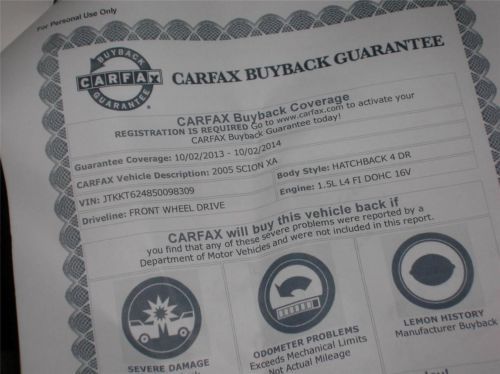 For Personal Use Only
BUYBACK
CARFAX
GUARANTEE
CARFAX BUYBACK GUARANTEE
CARFAX Buyback Coverage
REGISTRATION IS REQUIRED Go to www.carfax.com to activate your
CARFAX Buyback Guarantee today!
Guarantee Coverage: 10/02/2013 - 10/02/2014
CARFAX Vehicle Description: 2005 SCION XA
Body Style: HATCHBACK 4 DR
VIN: JTKKT624850098309
Engine: 1.5L L4 FI DOHC 16V
Driveline: FRONT WHEEL DRIVE
CARFAX will buy this vehicle back if
you find that any of these severe problems were reported by a
Department of Motor Vehicles and were not included in this report.
SEVERE DAMAGE
ODOMETER PROBLEMS
Exceeds Mechanical Limits
Not Actual Mileage
LEMON HISTORY
Manufacturer Buyback